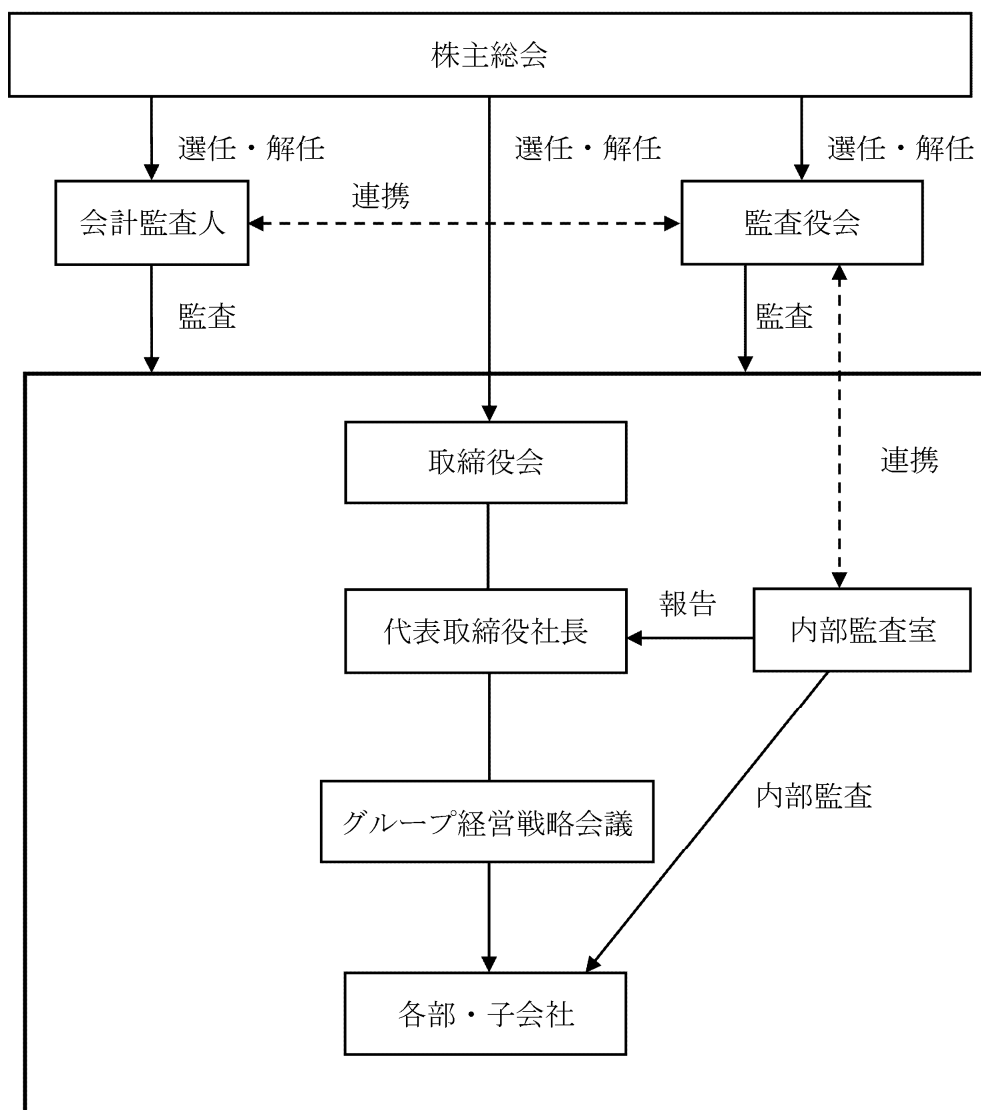 株主総会
選任・解任
選任・解任
選任・解任
会計監査人
連携
監査役会
監査
監査
取締役会
連携
代表取締役社長
報告
内部監査室
グループ経営戦略会議
内部監査
各部・子会社